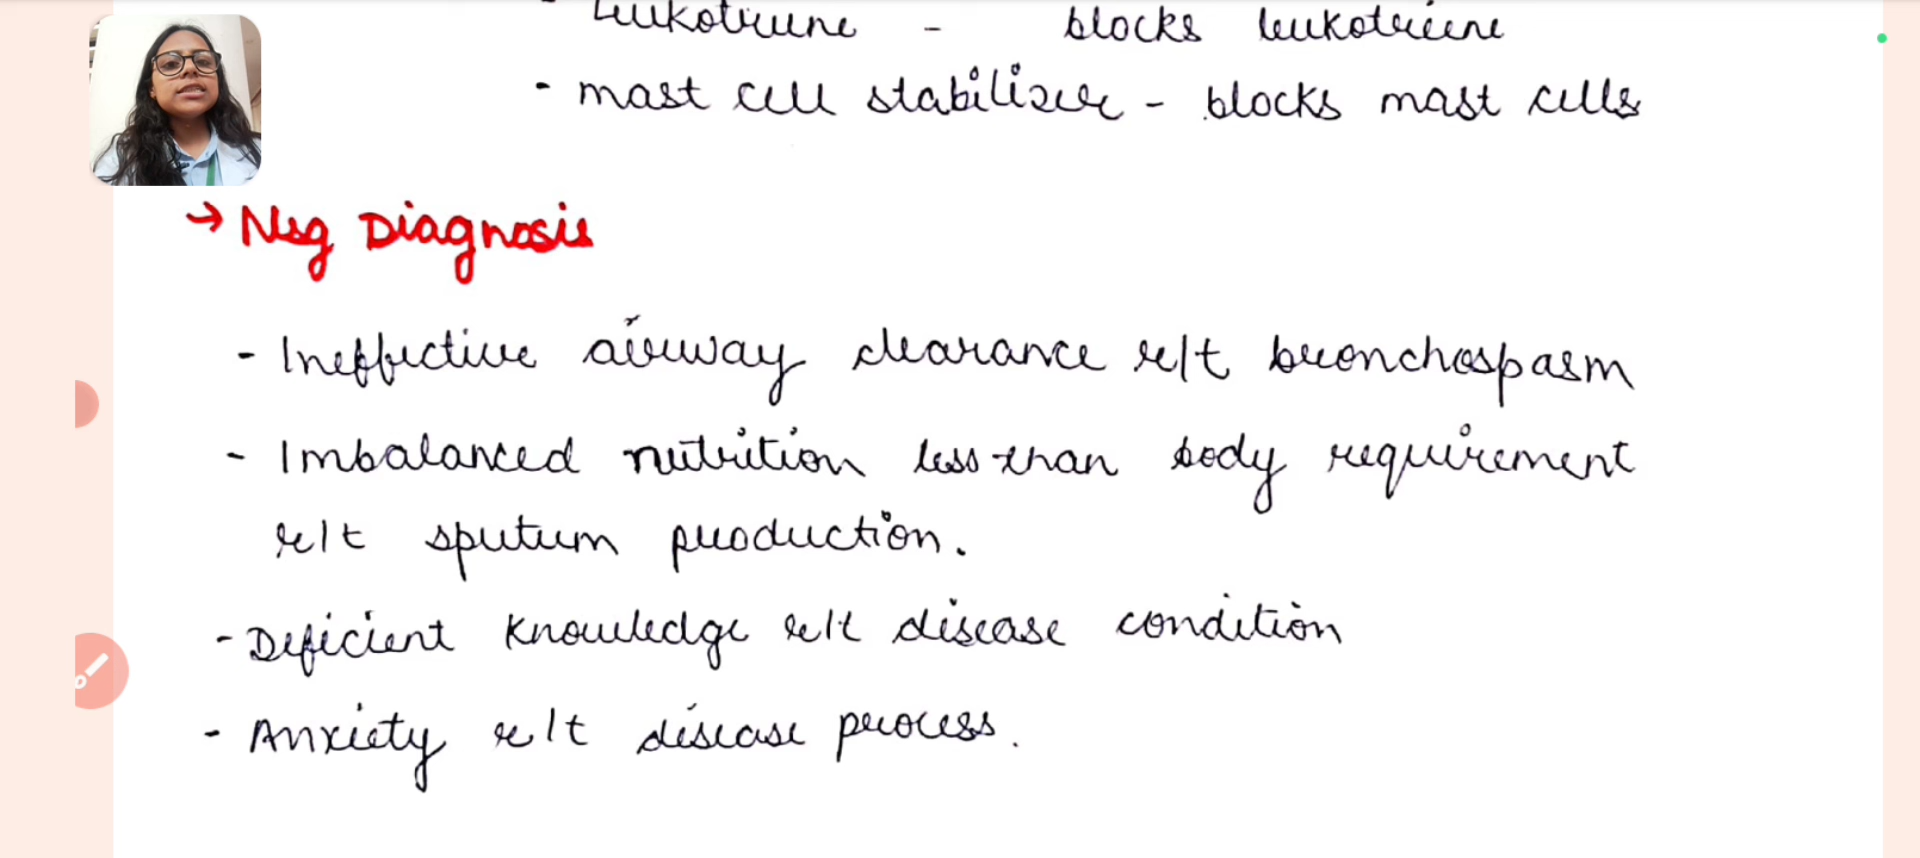 Leukotriene - blocks leukotriene
• mast cell stabilizer - blocks mast cells
→ Nsg Diagnosis
- Ineffective airway clearance r/t bronchospasm
- Imbalanced nutrition less than body requirement
r/t sputum production.
- Deficient knowledge r/t disease condition
- Anxiety r/t disease process.